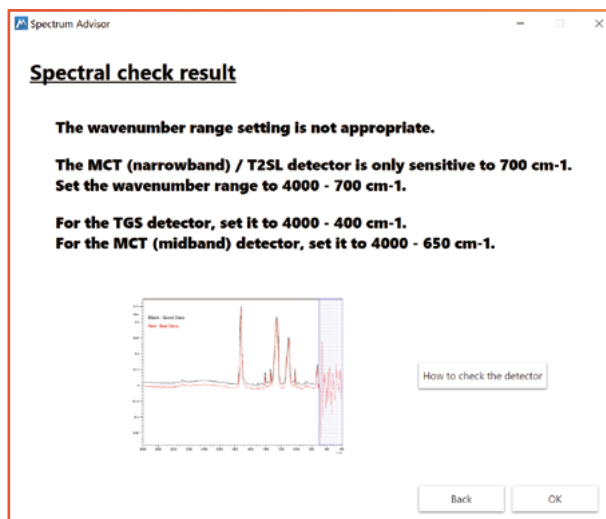 Spectrum Advisor
Spectral check result
The wavenumber range setting is not appropriate.
The MCT (narrowband) / T2SL detector is only sensitive to 700 cm-1.
Set the wavenumber range to 4000 - 700 cm-1.
For the TGS detector, set it to 4000 - 400 cm-1.
For the MCT (midband) detector, set it to 4000 - 650 cm-1.
Black - Good Data
Red - Bad Data
How to check the detector
Back
OK